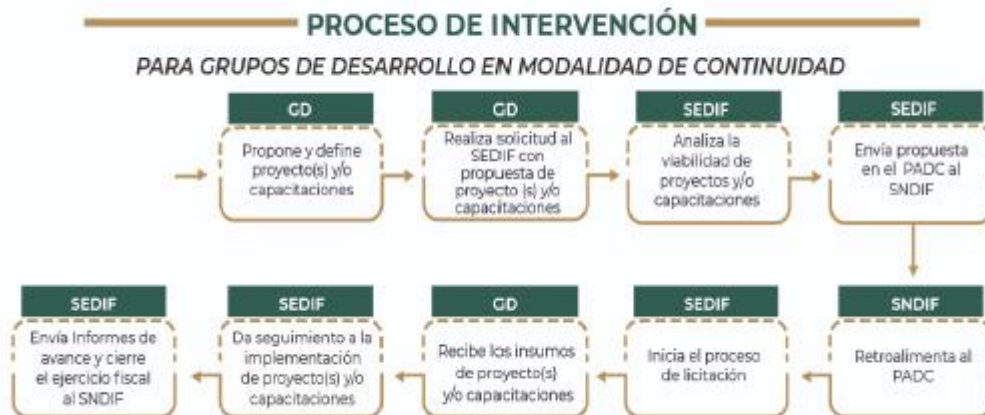 PROCESO DE INTERVENCIÓN
PARA GRUPOS DE DESARROLLO EN MODALIDAD DE CONTINUIDAD
GD
Propone y define
proyecto(s) y/o
capacitaciones
GD
Realiza solicitud al
SEDIF con
propuesta de
proyecto (s) y/o
capacitaciones
SEDIF
Analiza la
viabilidad de
proyectos y/o
capacitaciones
SEDIF
Envía propuesta
en el PADC al
SNDIF
SNDIF
Retroalimenta al
PADC
SEDIF
Inicia el proceso
de licitación
GD
Recibe los insumos
de proyecto(s)
y/o capacitaciones
SEDIF
Da seguimiento a la
implementación
de proyecto(s) y/o
capacitaciones
SEDIF
Envía Informes de
avance y cierre
el ejercicio fiscal
al SNDIF